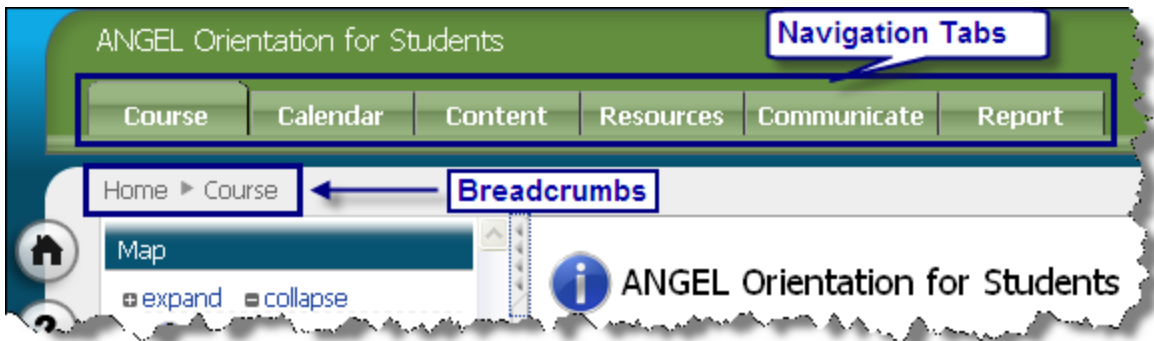 ANGEL Orientation for Students
Navigation Tabs
Course Calendar Content Resources Communicate Report
Home ▶ Course
Breadcrumbs
Map
ANGEL Orientation for Students
expand collapse
?